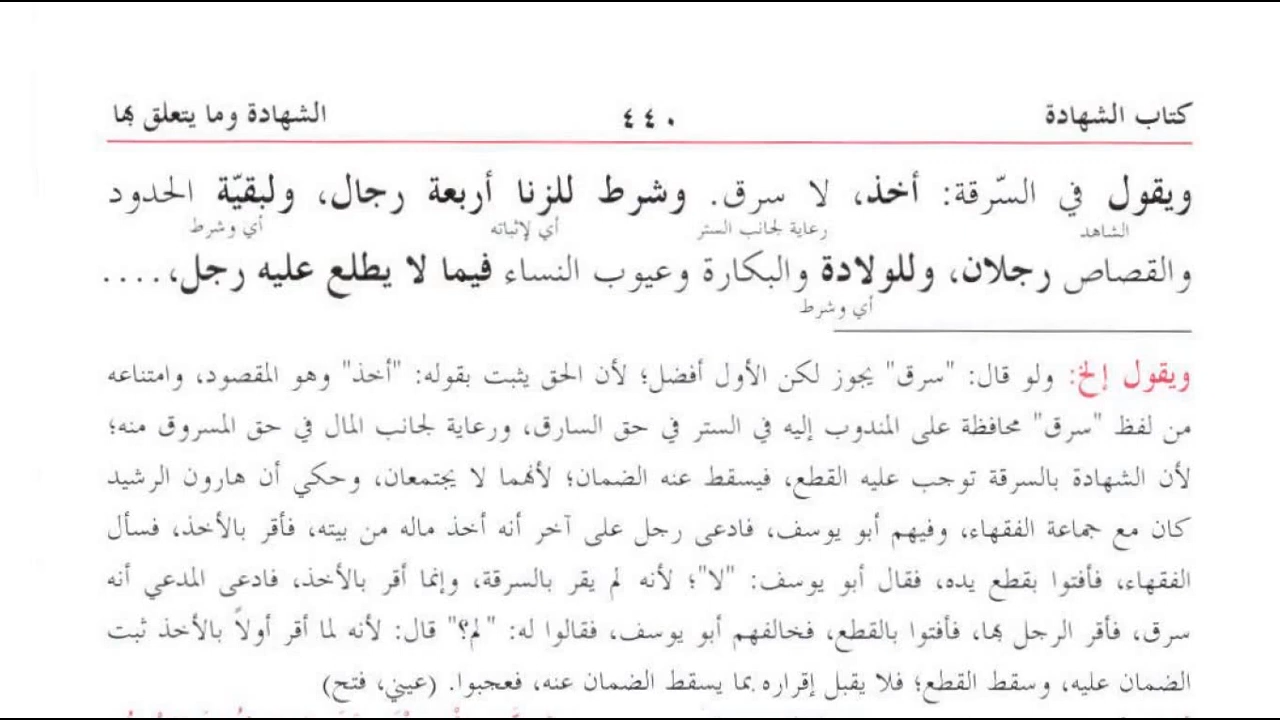 كتاب الشهادة ٤٤٠ الشهادة وما يتعلق بها
ويقول في السّرقة: أخذ، لا سرق. وشرط للزنا أربعة رجال، ولبقيّة الحدود
الشاهد رعاية لجانب الستر أي لإثباته أي وشرط
والقصاص رجلان، وللولادة والبكارة وعيوب النساء فيما لا يطلع عليه رجل،....
أي وشرط
ويقول إلخ: ولو قال: "سرق" يجوز لكن الأول أفضل؛ لأن الحق يثبت بقوله: "أخذ" وهو المقصود، وامتناعه
من لفظ "سرق" محافظة على المندوب إليه في الستر في حق السارق، ورعاية لجانب المال في حق المسروق منه؛
لأن الشهادة بالسرقة توجب عليه القطع، فيسقط عنه الضمان؛ لأنهما لا يجتمعان، وحكي أن هارون الرشيد
كان مع جماعة الفقهاء، وفيهم أبو يوسف، فادعى رجل على آخر أنه أخذ ماله من بيته، فأقر بالأخذ، فسأل
الفقهاء، فأفتوا بقطع يده، فقال أبو يوسف: "لا"؛ لأنه لم يقر بالسرقة، وإنما أقر بالأخذ، فادعى المدعي أنه
سرق، فأقر الرجل بها، فأفتوا بالقطع، فخالفهم أبو يوسف، فقالوا له: "لم؟" قال: لأنه لما أقر أولاً بالأخذ ثبت
الضمان عليه، وسقط القطع؛ فلا يقبل إقراره بما يسقط الضمان عنه، فعجبوا. (عيني، فتح)